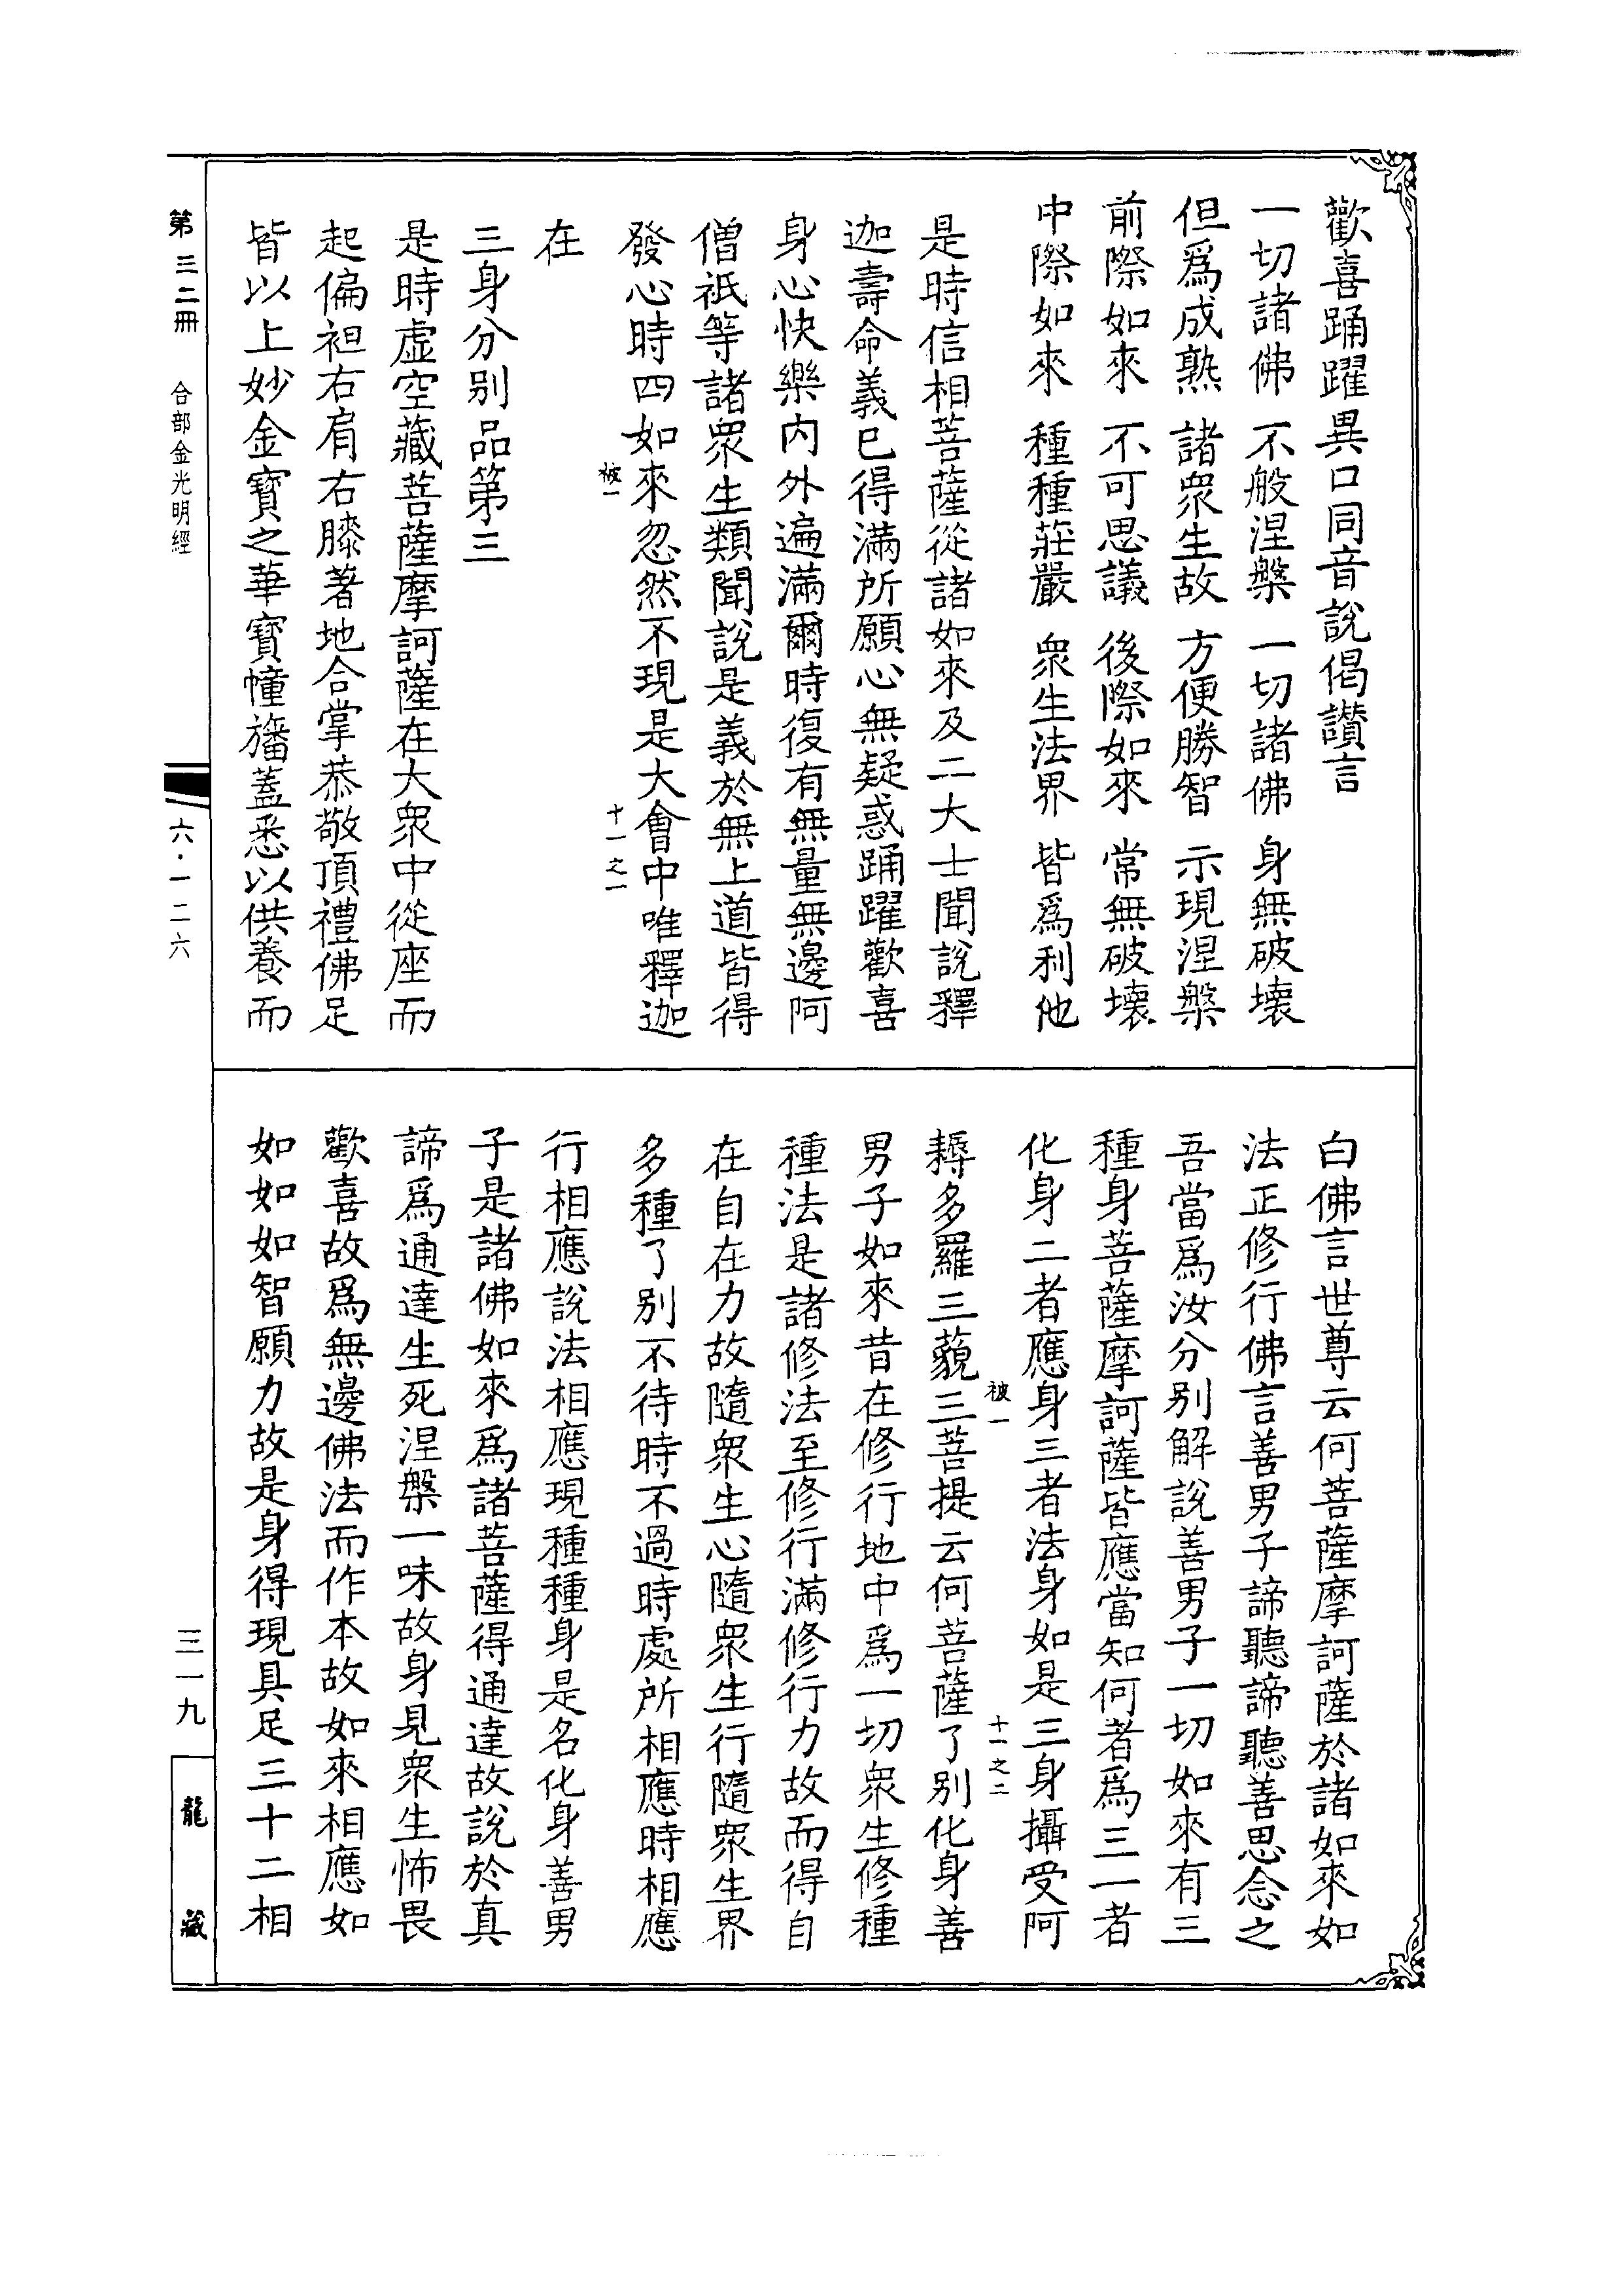 歡喜踊躍異口同音說偈讚言
一切諸佛 不般涅槃 一切諸佛 身無破壞
但爲成熟 諸衆生故 方便勝智 示現涅槃
前際如來 不可思議 後際如來 常無破壞
中際如來 種種莊嚴 衆生法界 皆爲利他
是時信相菩薩從諸如來及二大士聞說釋
迦壽命義已得滿所願心無疑惑踊躍歡喜
身心快樂內外遍滿爾時復有無量無邊阿
僧祇等諸衆生類聞說是義於無上道皆得
發心時四如來忽然不現是大會中唯釋迦
被一 十一之一
在
三身分別品第三
是時虛空藏菩薩摩訶薩在大衆中從座而
起偏袒右肩右膝著地合掌恭敬頂禮佛足
皆以上妙金寶之華寶幢旛蓋悉以供養而
白佛言世尊云何菩薩摩訶薩於諸如來如
法正修行佛言善男子諦聽諦聽善思念之
吾當爲汝分別解說善男子一切如來有三
種身菩薩摩訶薩皆應當知何者爲三一者
化身二者應身三者法身如是三身攝受阿
被一 十一之二
耨多羅三藐三菩提云何菩薩了別化身善
男子如來昔在修行地中爲一切衆生修種
種法是諸修法至修行滿修行力故而得自
在自在力故隨衆生心隨衆生行隨衆生界
多種了別不待時不過時處所相應時相應
行相應說法相應現種種身是名化身善男
子是諸佛如來爲諸菩薩得通達故說於真
諦爲通達生死涅槃一味故身見衆生怖畏
歡喜故爲無邊佛法而作本故如來相應如
如如如智願力故是身得現具足三十二相
第三二冊 合部金光明經
六·一二六
三一九
龍藏